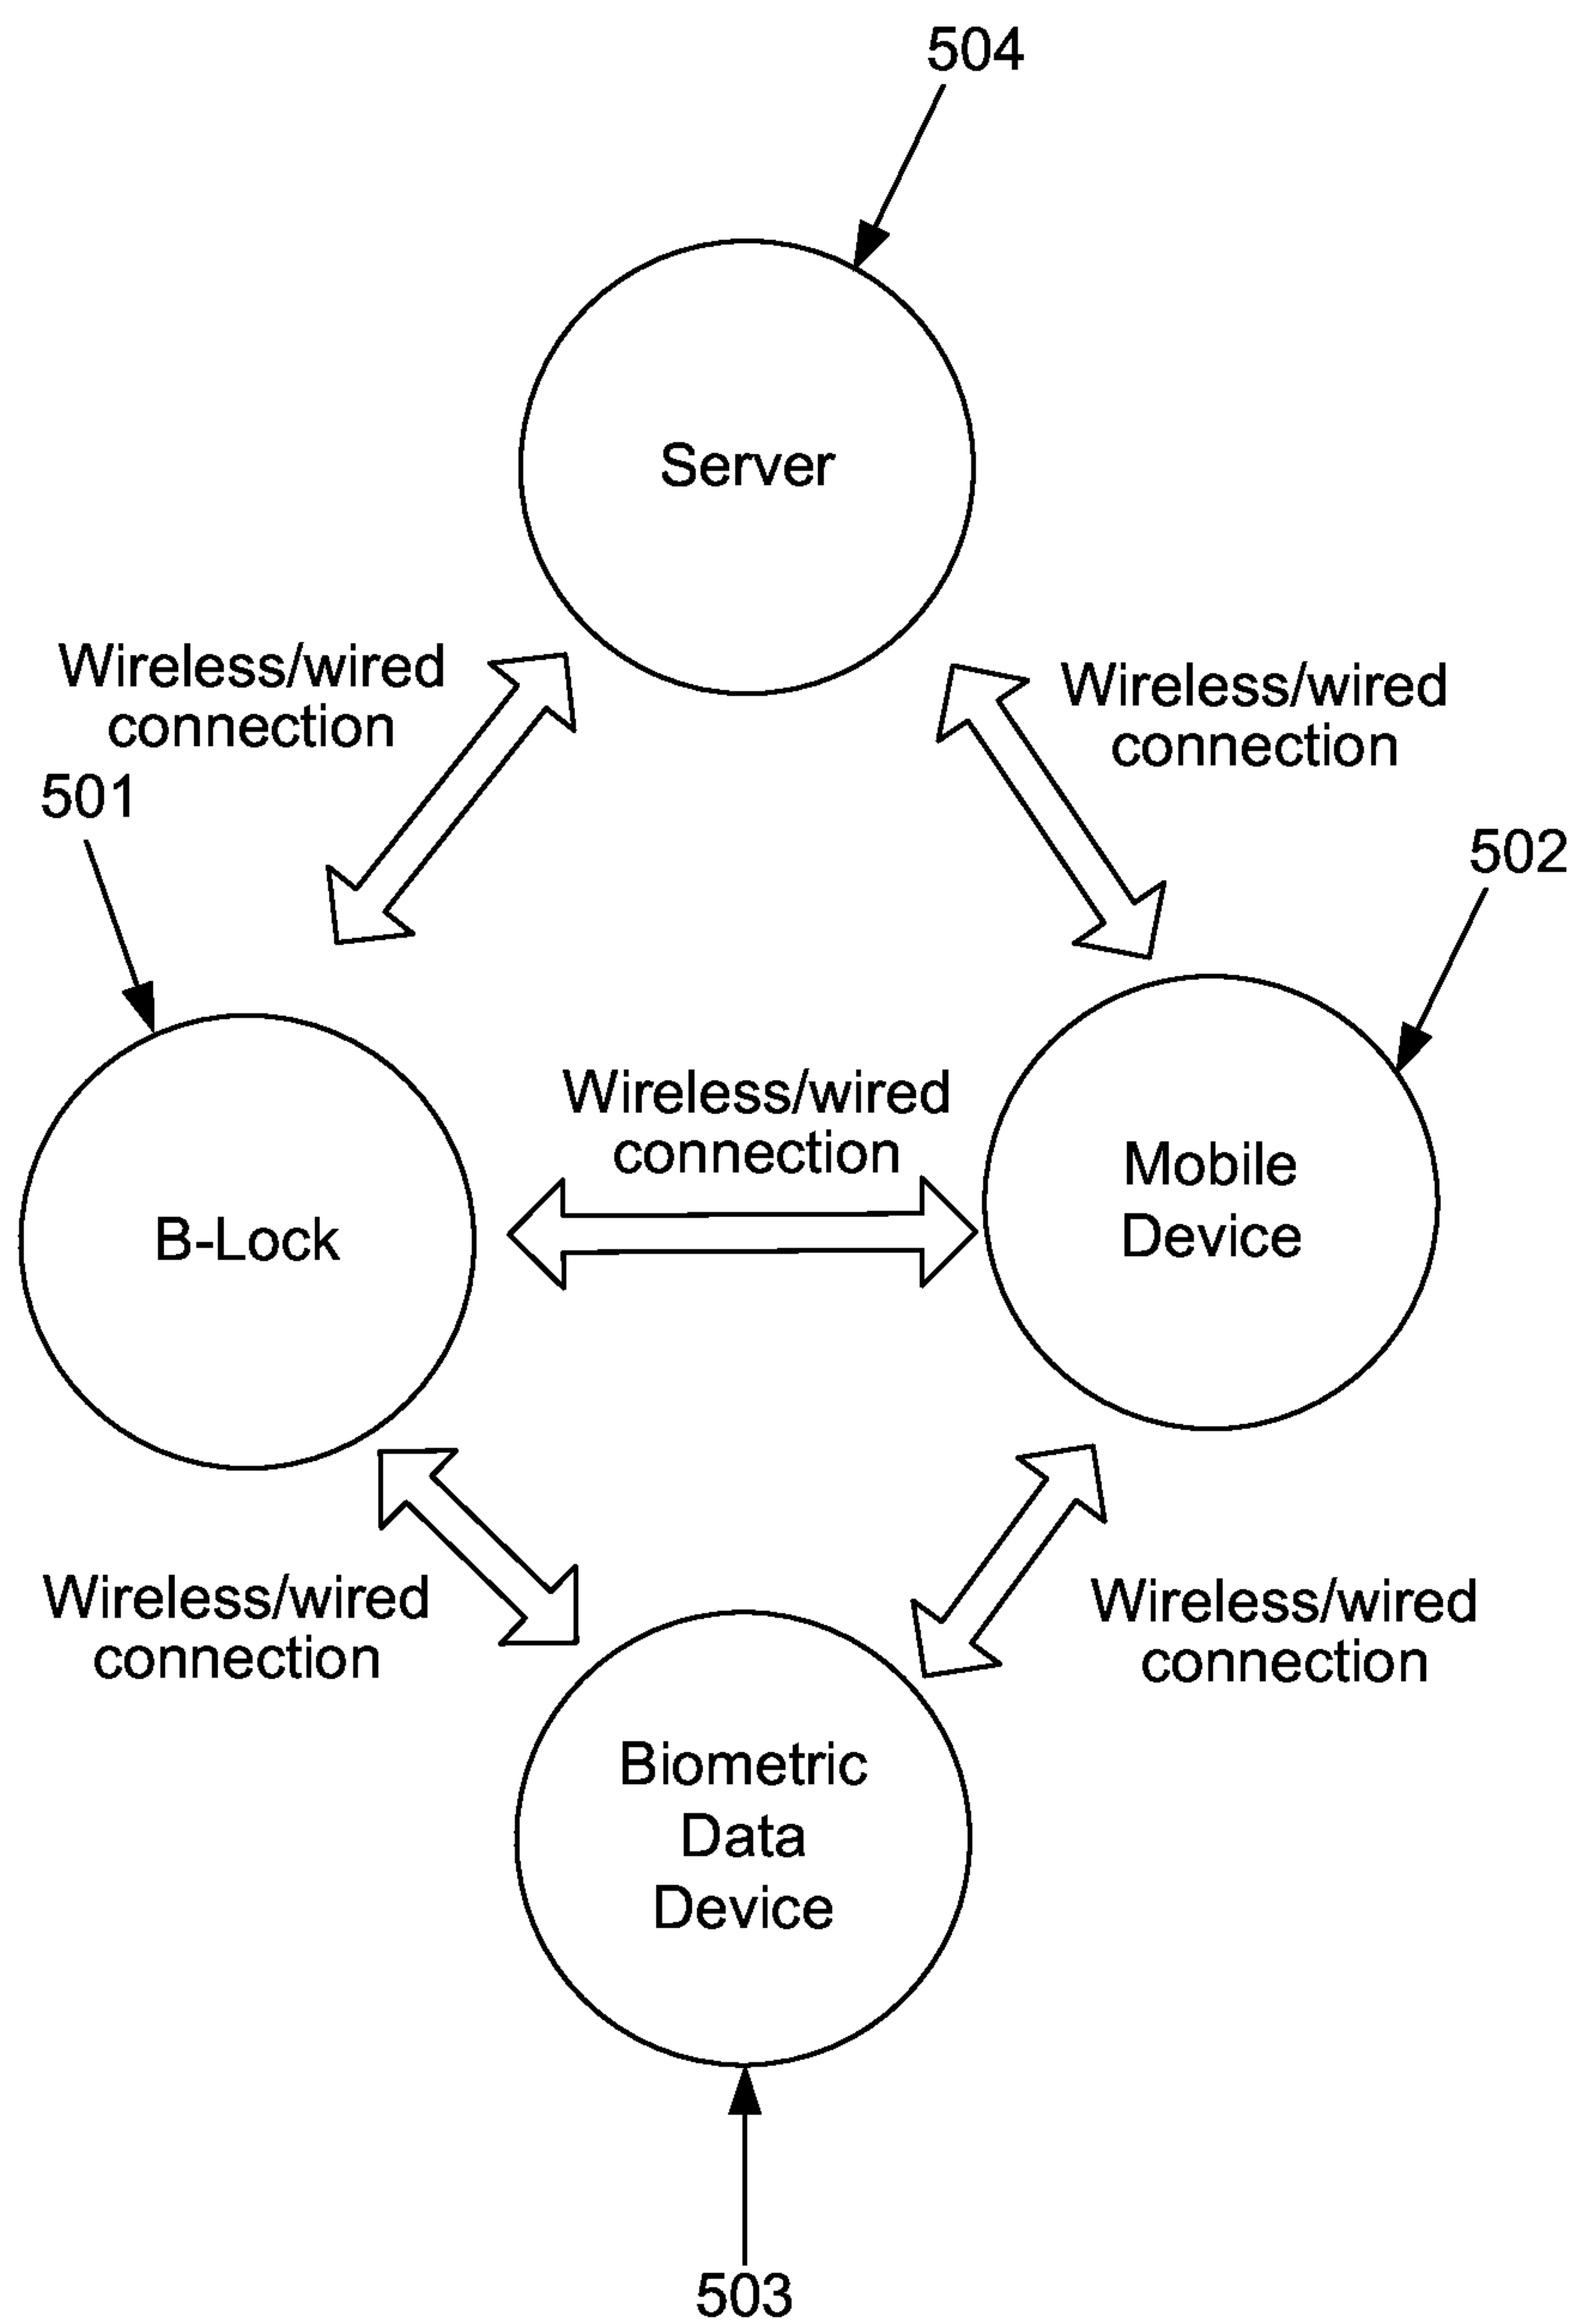 504
Server
Wireless/wired
connection
Wireless/wired
connection
501
502
Wireless/wired
connection
B-Lock
Mobile
Device
Wireless/wired
connection
Wireless/wired
connection
Biometric
Data
Device
503